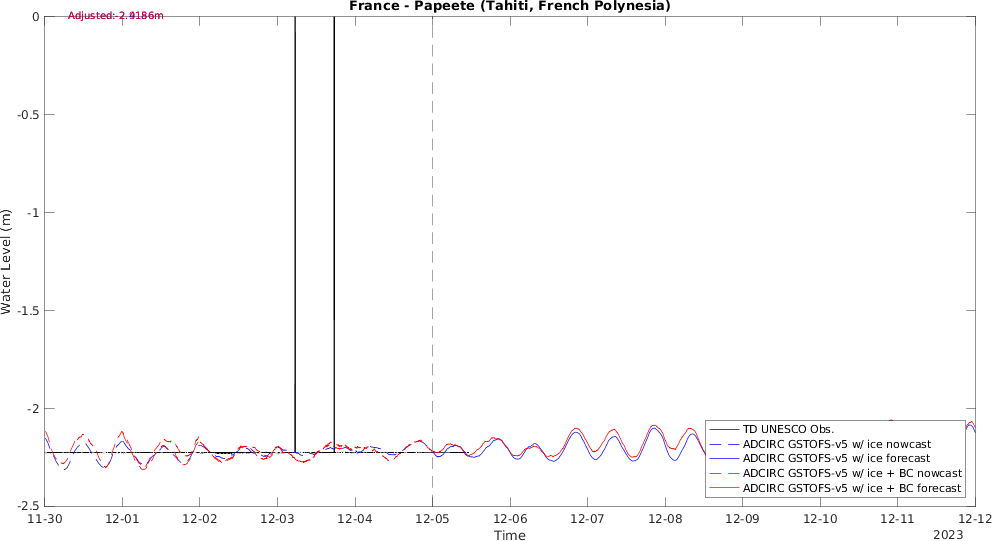 France - Papeete (Tahiti, French Polynesia)
Adjusted:
0
-0.5
-1
-1.5
-2
-2.5
Water Level (m)
11-30 12-01 12-02 12-03 12-04 12-05 12-06 12-07 12-08 12-09 12-10 12-11 12-12
Time
2023
TD UNESCO Obs.
ADCIRC GSTOFS-v5 w/ ice nowcast
ADCIRC GSTOFS-v5 w/ ice forecast
ADCIRC GSTOFS-v5 w/ ice + BC nowcast
ADCIRC GSTOFS-v5 w/ ice + BC forecast